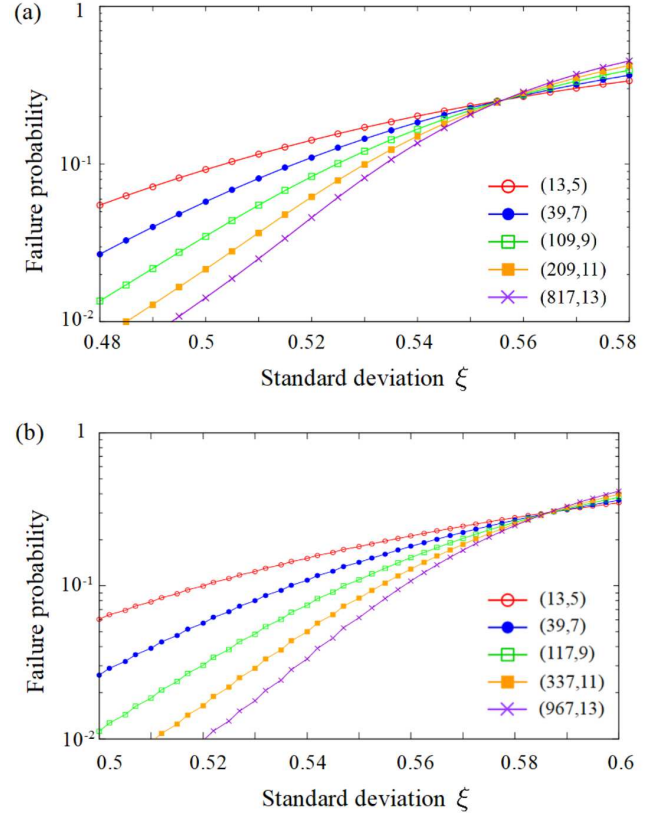 (a)
1
10-1
10-2
Failure probability
(13,5)
(39,7)
(109,9)
(209,11)
(817,13)
0.48 0.5 0.52 0.54 0.56 0.58
Standard deviation ξ
(b)
1
10-1
10-2
Failure probability
(13,5)
(39,7)
(117,9)
(337,11)
(967,13)
0.5 0.52 0.54 0.56 0.58 0.6
Standard deviation ξ